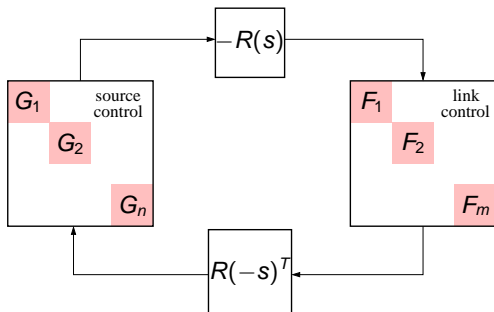 −R(s)
G₁
source
control
G₂
Gₙ
F₁
link
control
F₂
Fₘ
R(−s)ᵀ